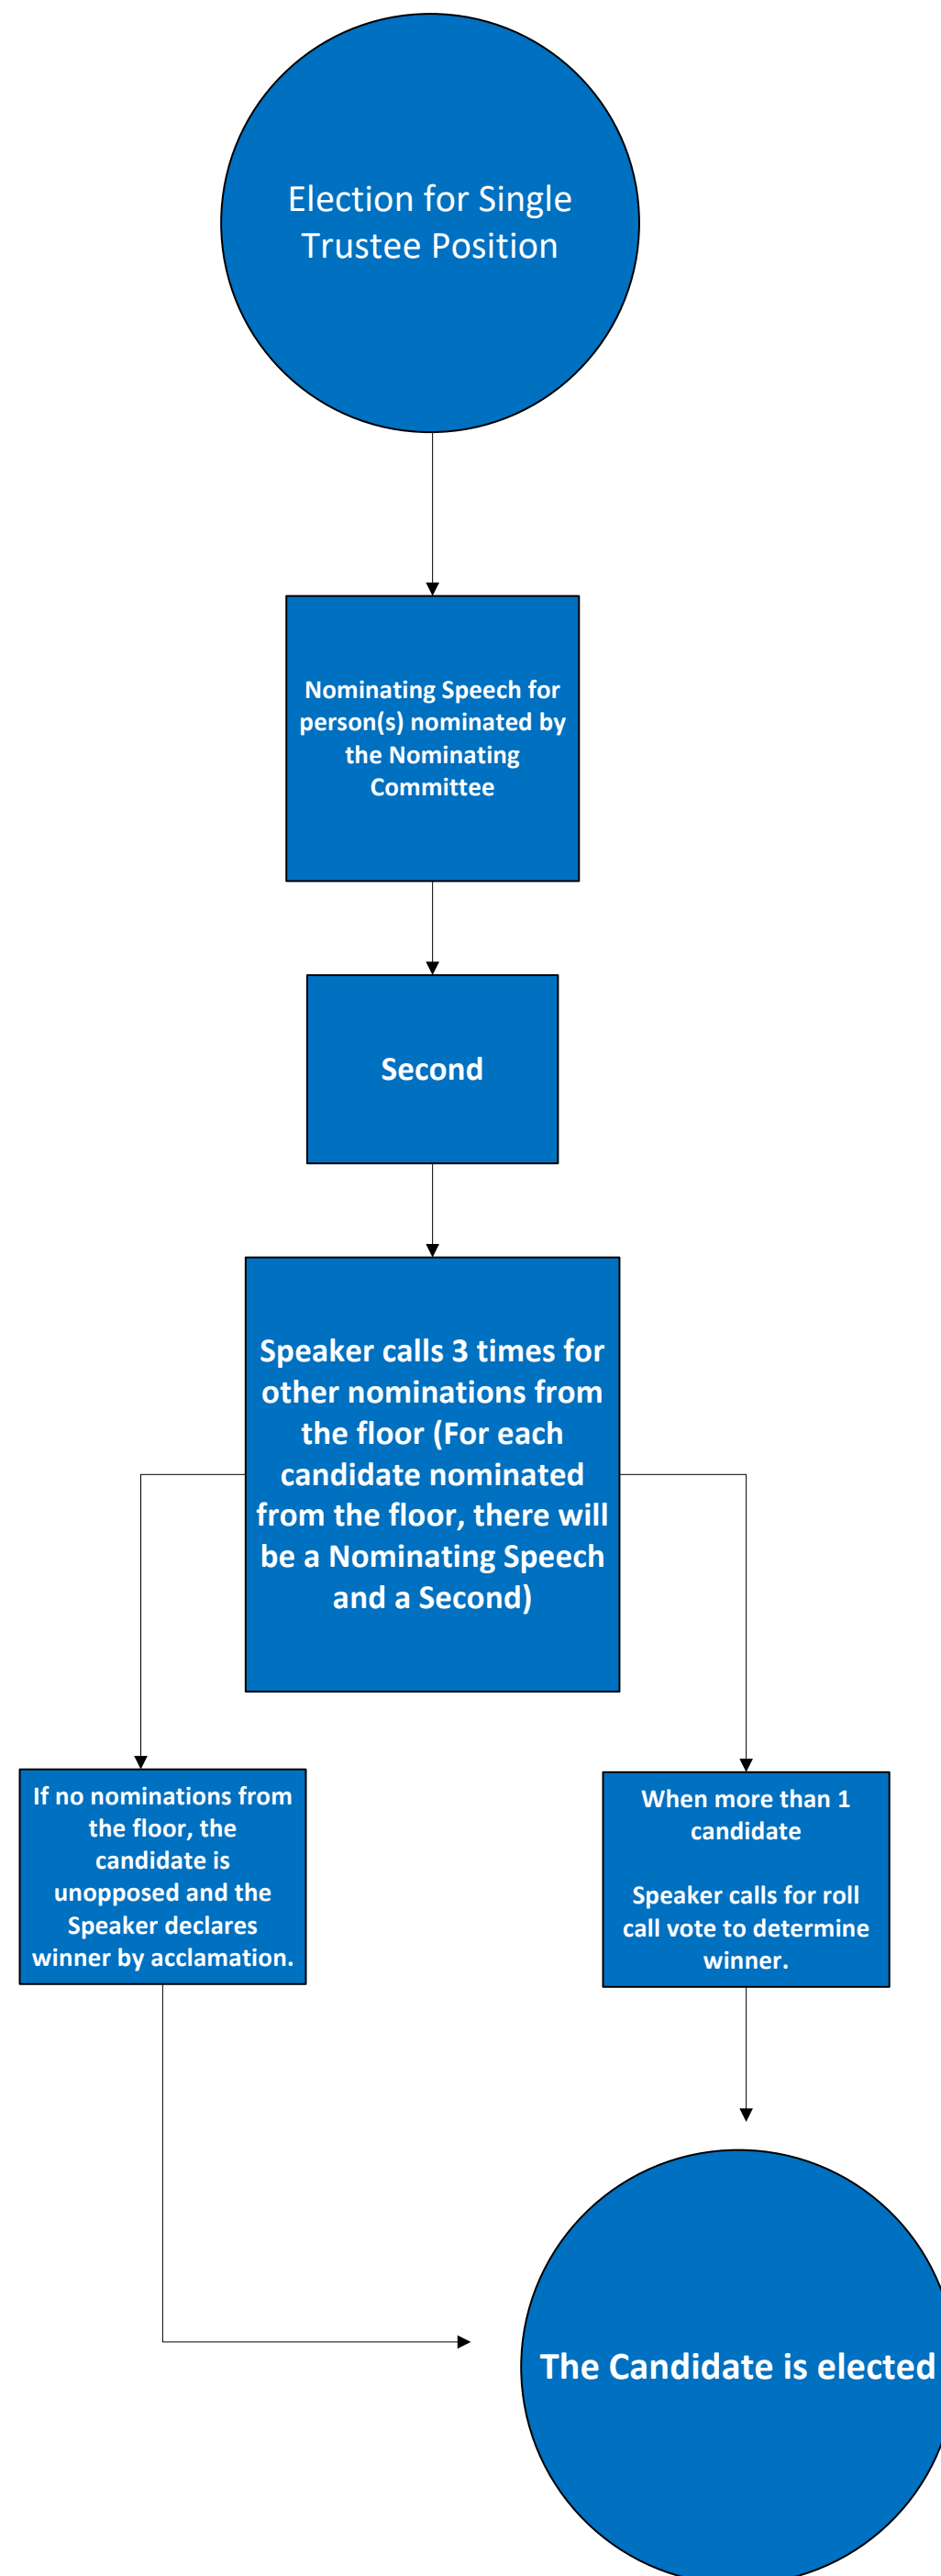 Election for Single
Trustee Position
Nominating Speech for
person(s) nominated by
the Nominating
Committee
Second
Speaker calls 3 times for
other nominations from
the floor (For each
candidate nominated
from the floor, there will
be a Nominating Speech
and a Second)
If no nominations from
the floor, the
candidate is
unopposed and the
Speaker declares
winner by acclamation.
When more than 1
candidate
Speaker calls for roll
call vote to determine
winner.
The Candidate is elected